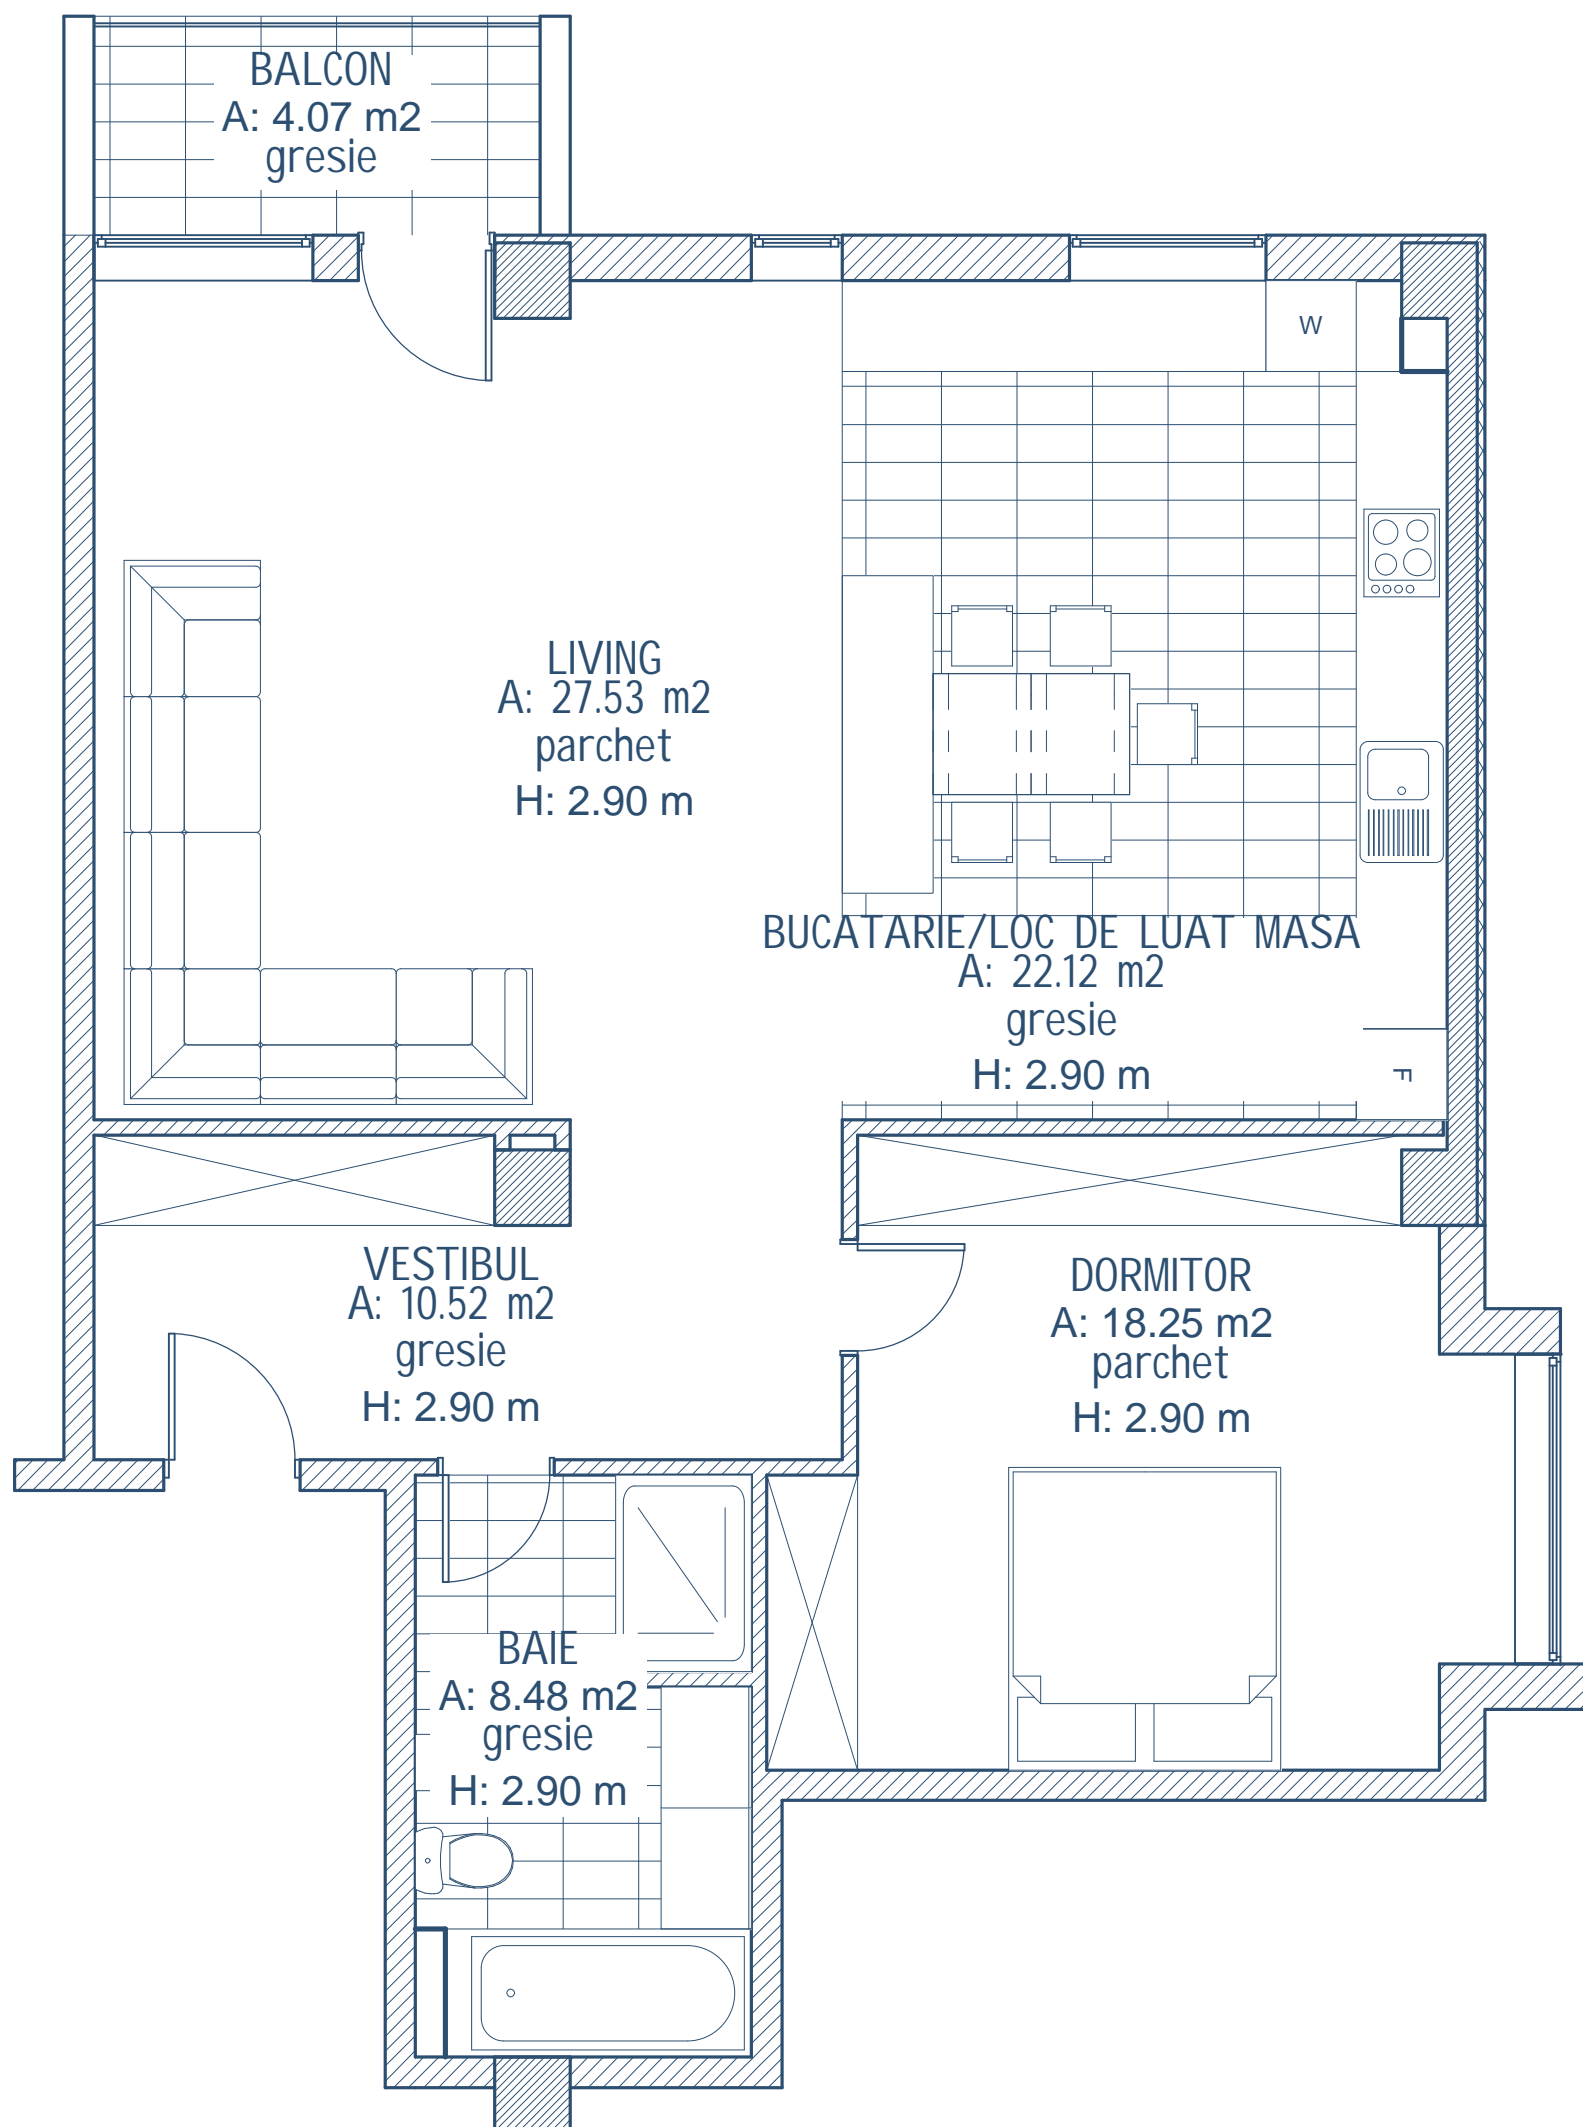 BALCON
A: 4.07 m2
gresie
W
LIVING
A: 27.53 m2
parchet
H: 2.90 m
BUCATARIE/LOC DE LUAT MASA
A: 22.12 m2
gresie
H: 2.90 m
F
VESTIBUL
A: 10.52 m2
gresie
H: 2.90 m
DORMITOR
A: 18.25 m2
parchet
H: 2.90 m
BAIE
A: 8.48 m2
gresie
H: 2.90 m